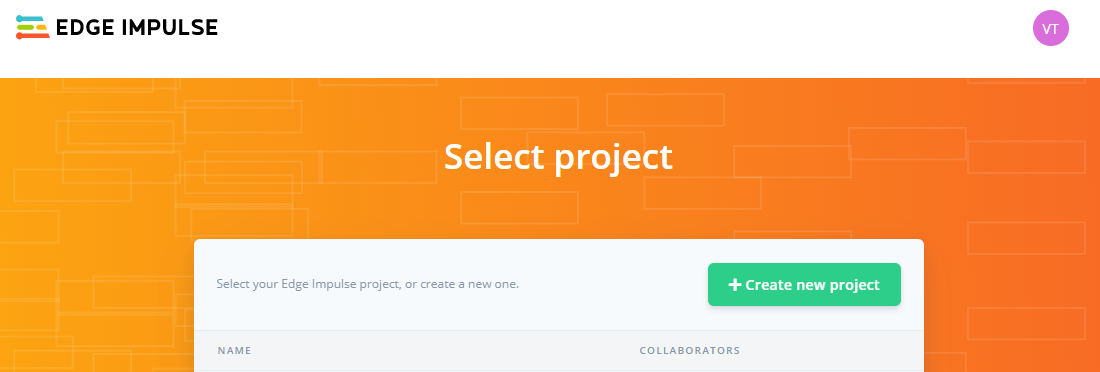 EDGE IMPULSE
VT
Select project
Select your Edge Impulse project, or create a new one.
+ Create new project
NAME
COLLABORATORS